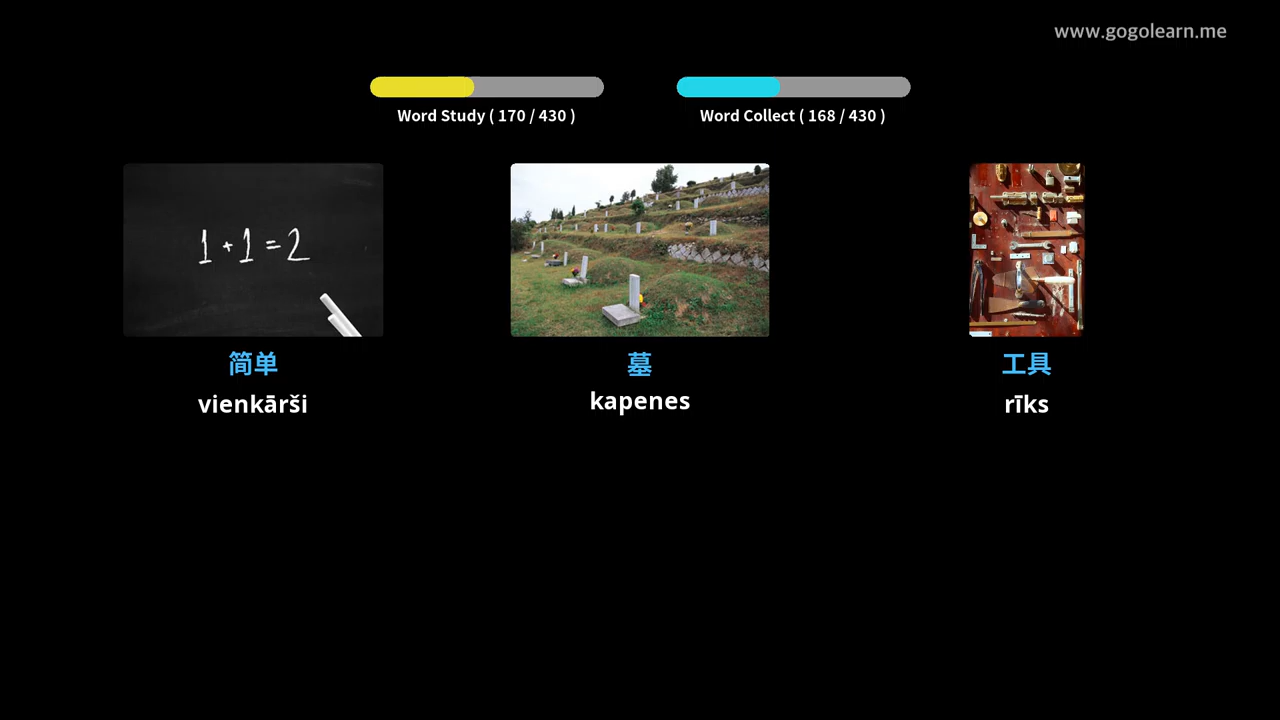 www.gogolearn.me
Word Study ( 170 / 430 )
Word Collect ( 168 / 430 )
1 + 1 = 2
简单
vienkārši
墓
kapenes
工具
rīks